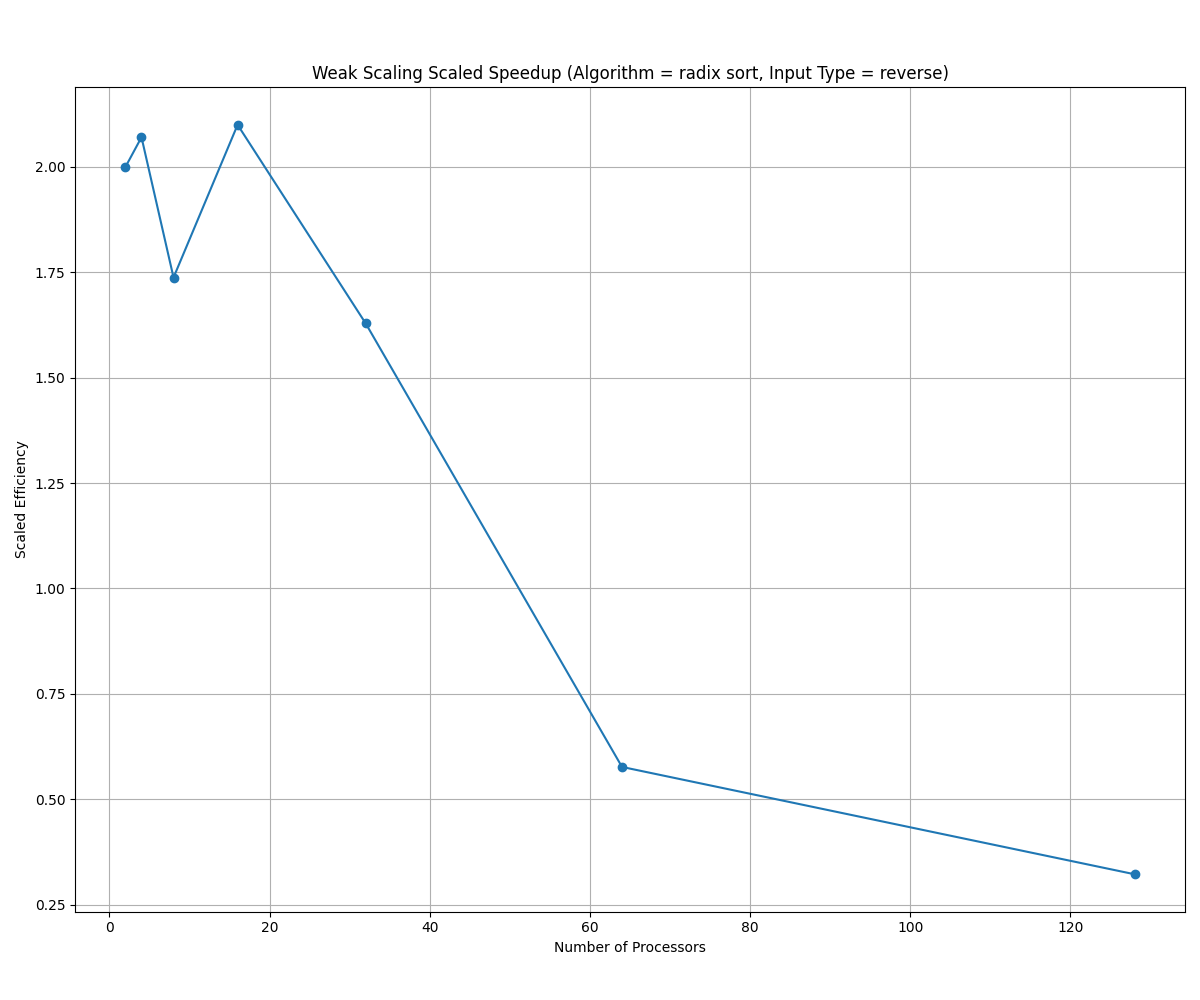 Weak Scaling Scaled Speedup (Algorithm = radix sort, Input Type = reverse)
Scaled Efficiency
2.00
1.75
1.50
1.25
1.00
0.75
0.50
0.25
0 20 40 60 80 100 120
Number of Processors